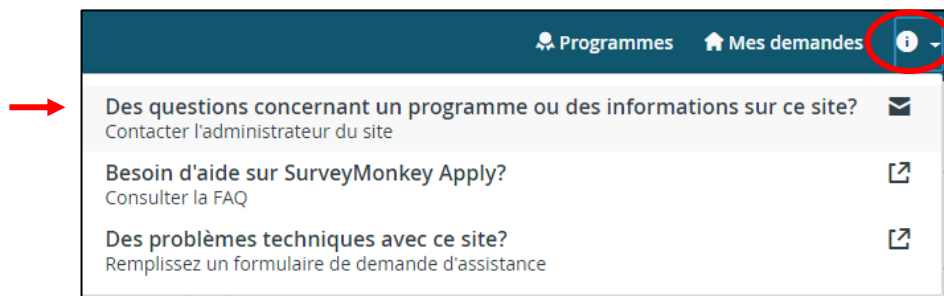 Programmes Mes demandes
Des questions concernant un programme ou des informations sur ce site?
Contacter l'administrateur du site
Besoin d'aide sur SurveyMonkey Apply?
Consulter la FAQ
Des problèmes techniques avec ce site?
Remplissez un formulaire de demande d'assistance